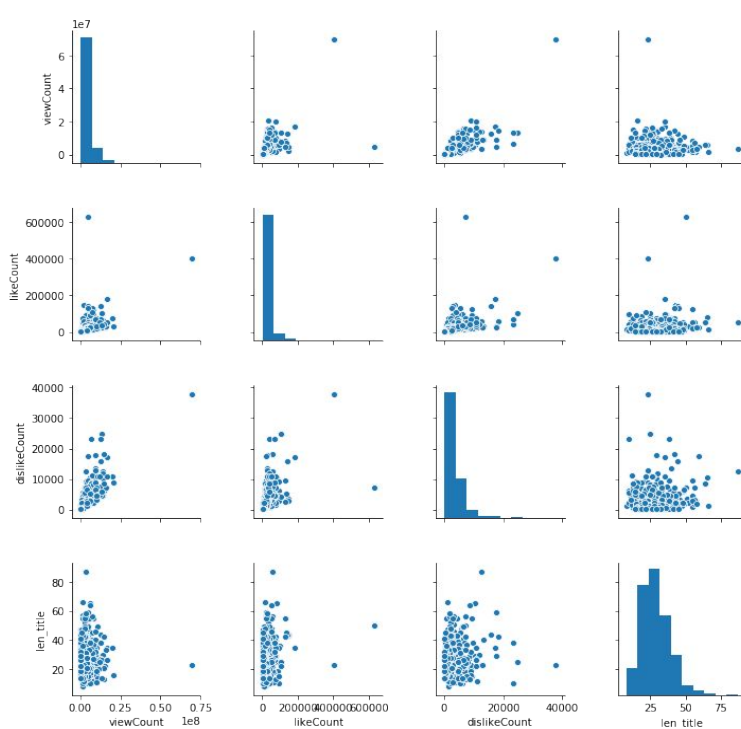 1e7
6
4
2
0
viewCount
600000
400000
200000
0
likeCount
40000
30000
20000
10000
0
dislikeCount
80
60
40
20
len_title
0.00 0.25 0.50 0.75
0 200000 400000 600000
0 20000 40000
25 50 75
viewCount 1e8
likeCount
dislikeCount
len_title